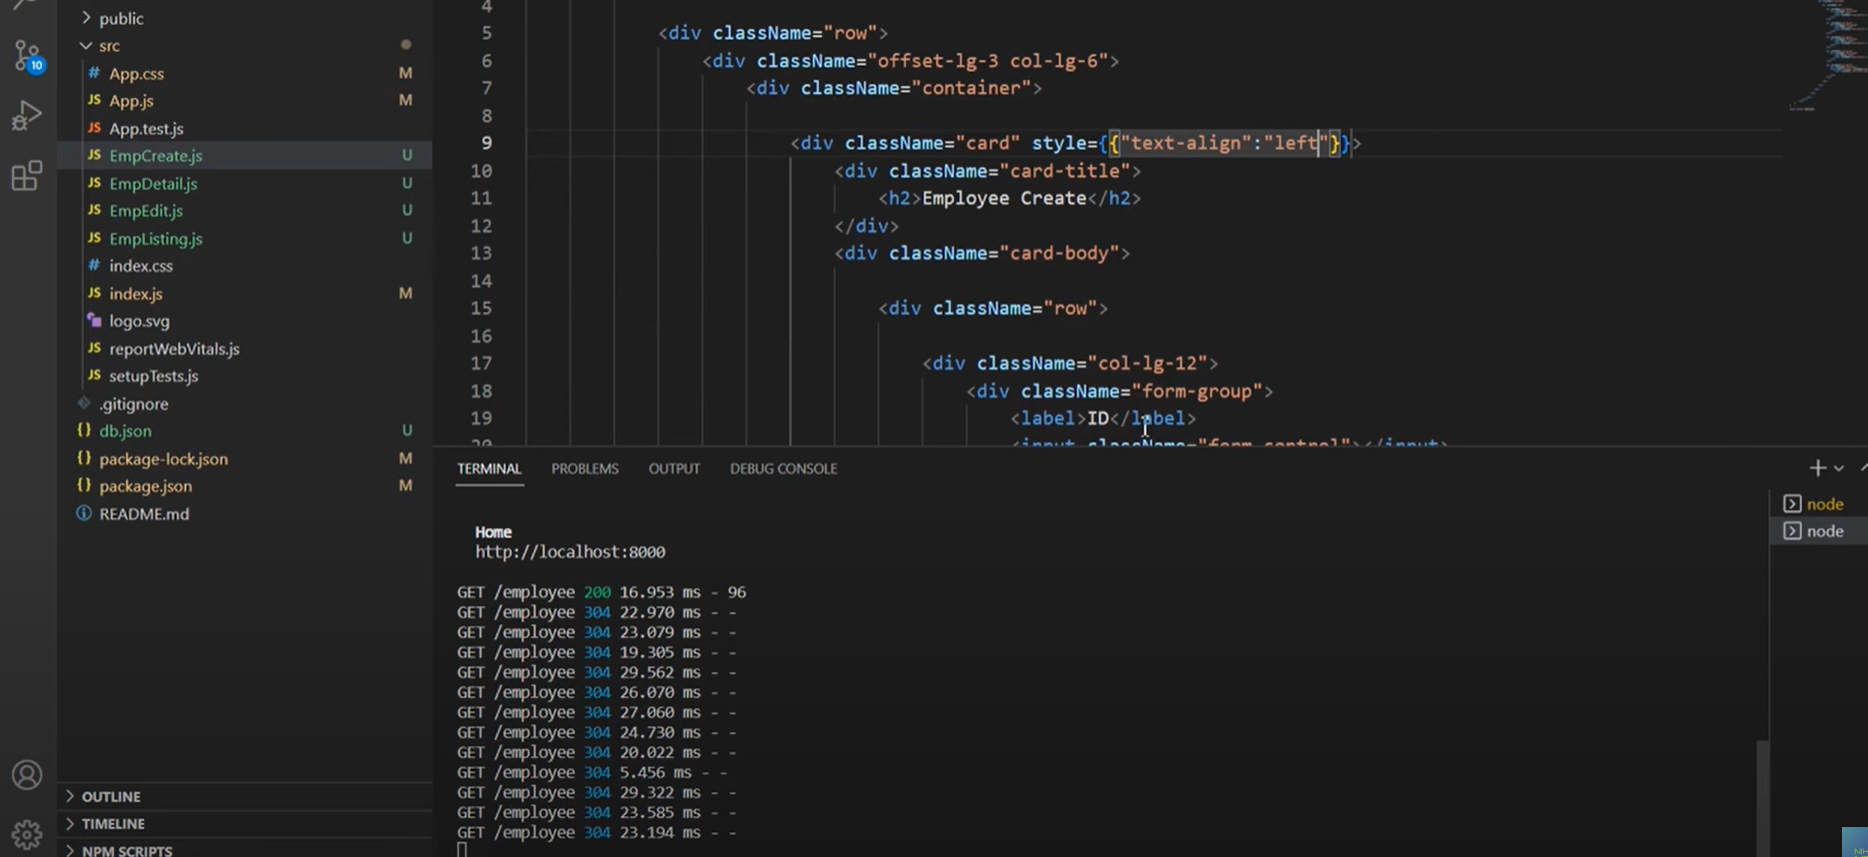 public
src
App.css M
App.js M
App.test.js
EmpCreate.js U
EmpDetail.js U
EmpEdit.js U
EmpListing.js U
index.css
index.js M
logo.svg
reportWebVitals.js
setupTests.js
.gitignore
db.json U
package-lock.json M
package.json M
README.md
OUTLINE
TIMELINE
NPM SCRIPTS
10
4
5 <div className="row">
6 <div className="offset-lg-3 col-lg-6">
7 <div className="container">
8
9 <div className="card" style={{"text-align":"left"}}>
10 <div className="card-title">
11 <h2>Employee Create</h2>
12 </div>
13 <div className="card-body">
14
15 <div className="row">
16
17 <div className="col-lg-12">
18 <div className="form-group">
19 <label>ID</label>
20 <input className="form-control"></input>
TERMINAL PROBLEMS OUTPUT DEBUG CONSOLE
node
node
Home
http://localhost:8000
GET /employee 200 16.953 ms - 96
GET /employee 304 22.970 ms - -
GET /employee 304 23.079 ms - -
GET /employee 304 19.305 ms - -
GET /employee 304 29.562 ms - -
GET /employee 304 26.070 ms - -
GET /employee 304 27.060 ms - -
GET /employee 304 24.730 ms - -
GET /employee 304 20.022 ms - -
GET /employee 304 5.456 ms - -
GET /employee 304 29.322 ms - -
GET /employee 304 23.585 ms - -
GET /employee 304 23.194 ms - -